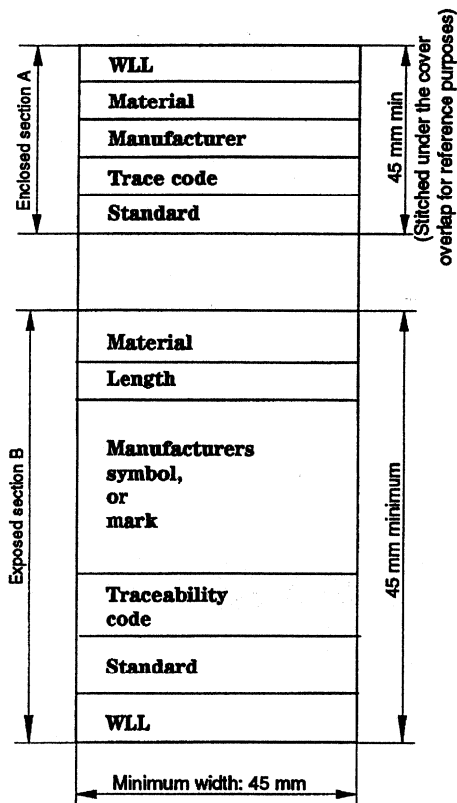 Enclosed section A
WLL
Material
Manufacturer
Trace code
Standard
45 mm min
(Stitched under the cover
overlap for reference purposes)
Exposed section B
Material
Length
Manufacturers
symbol,
or
mark
Traceability
code
Standard
WLL
45 mm minimum
Minimum width: 45 mm